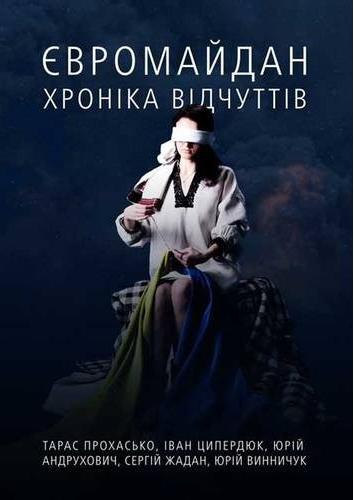 ЄВРОМАЙДАН
ХРОНІКА ВІДЧУТТІВ
ТАРАС ПРОХАСЬКО, ІВАН ЦИПЕРДЮК, ЮРІЙ
АНДРУХОВИЧ, СЕРГІЙ ЖАДАН, ЮРІЙ ВИННИЧУК